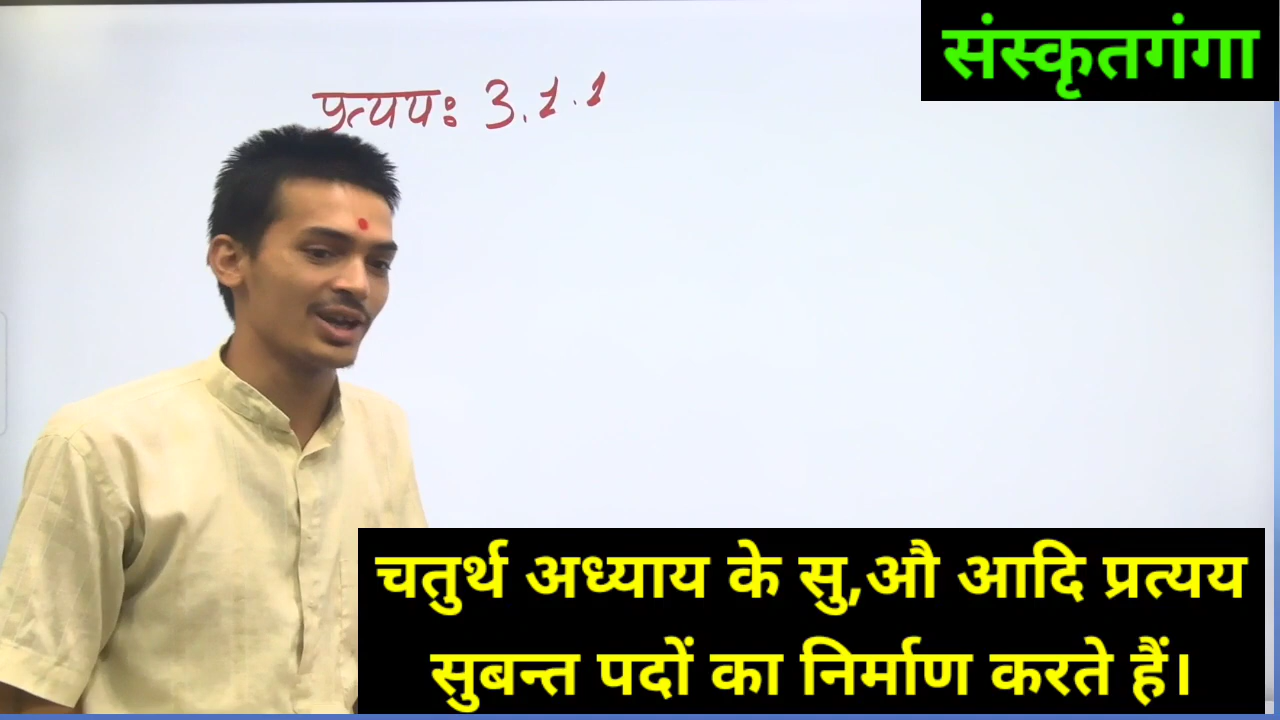 संस्कृतगंगा
प्रत्ययः 3.1.1
चतुर्थ अध्याय के सु,औ आदि प्रत्यय
सुबन्त पदों का निर्माण करते हैं।